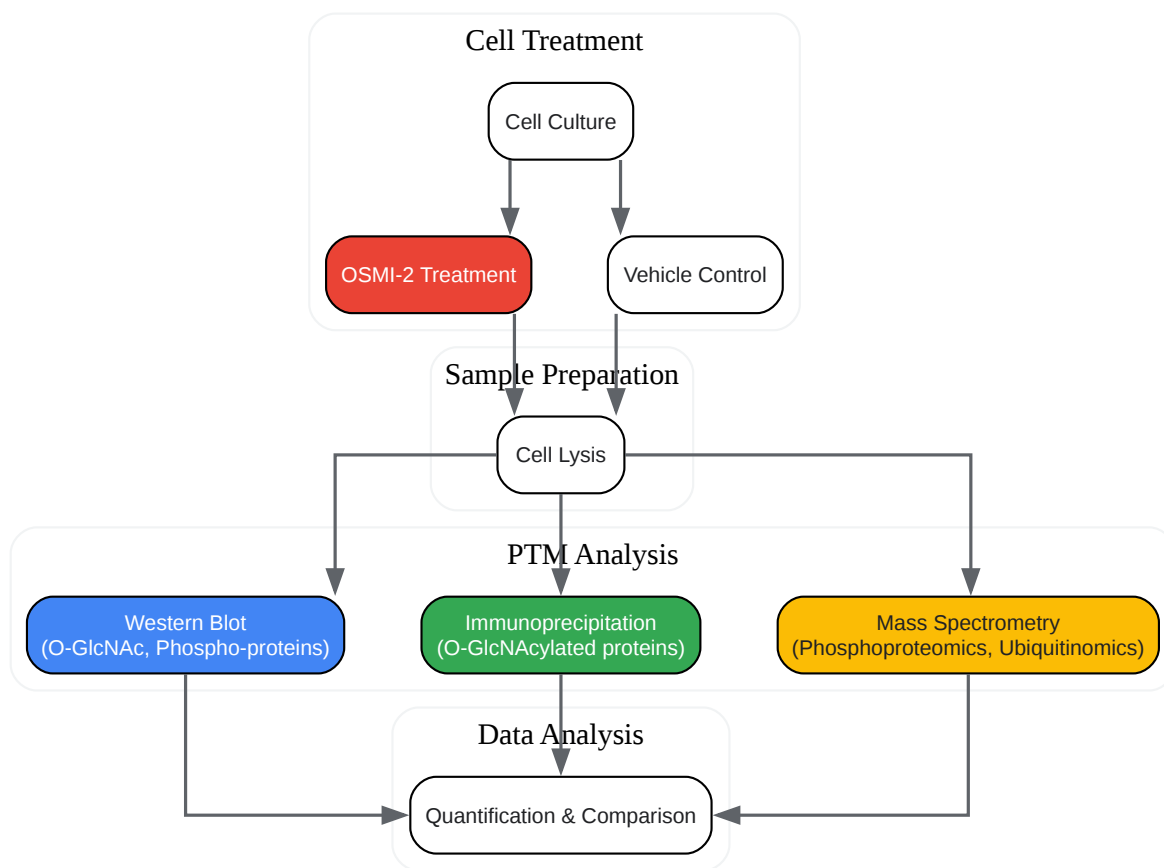 Cell Treatment
Cell Culture
OSMI-2 Treatment
Vehicle Control
Sample Preparation
Cell Lysis
PTM Analysis
Western Blot
(O-GlcNAc, Phospho-proteins)
Immunoprecipitation
(O-GlcNAcylated proteins)
Mass Spectrometry
(Phosphoproteomics, Ubiquitinomics)
Data Analysis
Quantification & Comparison